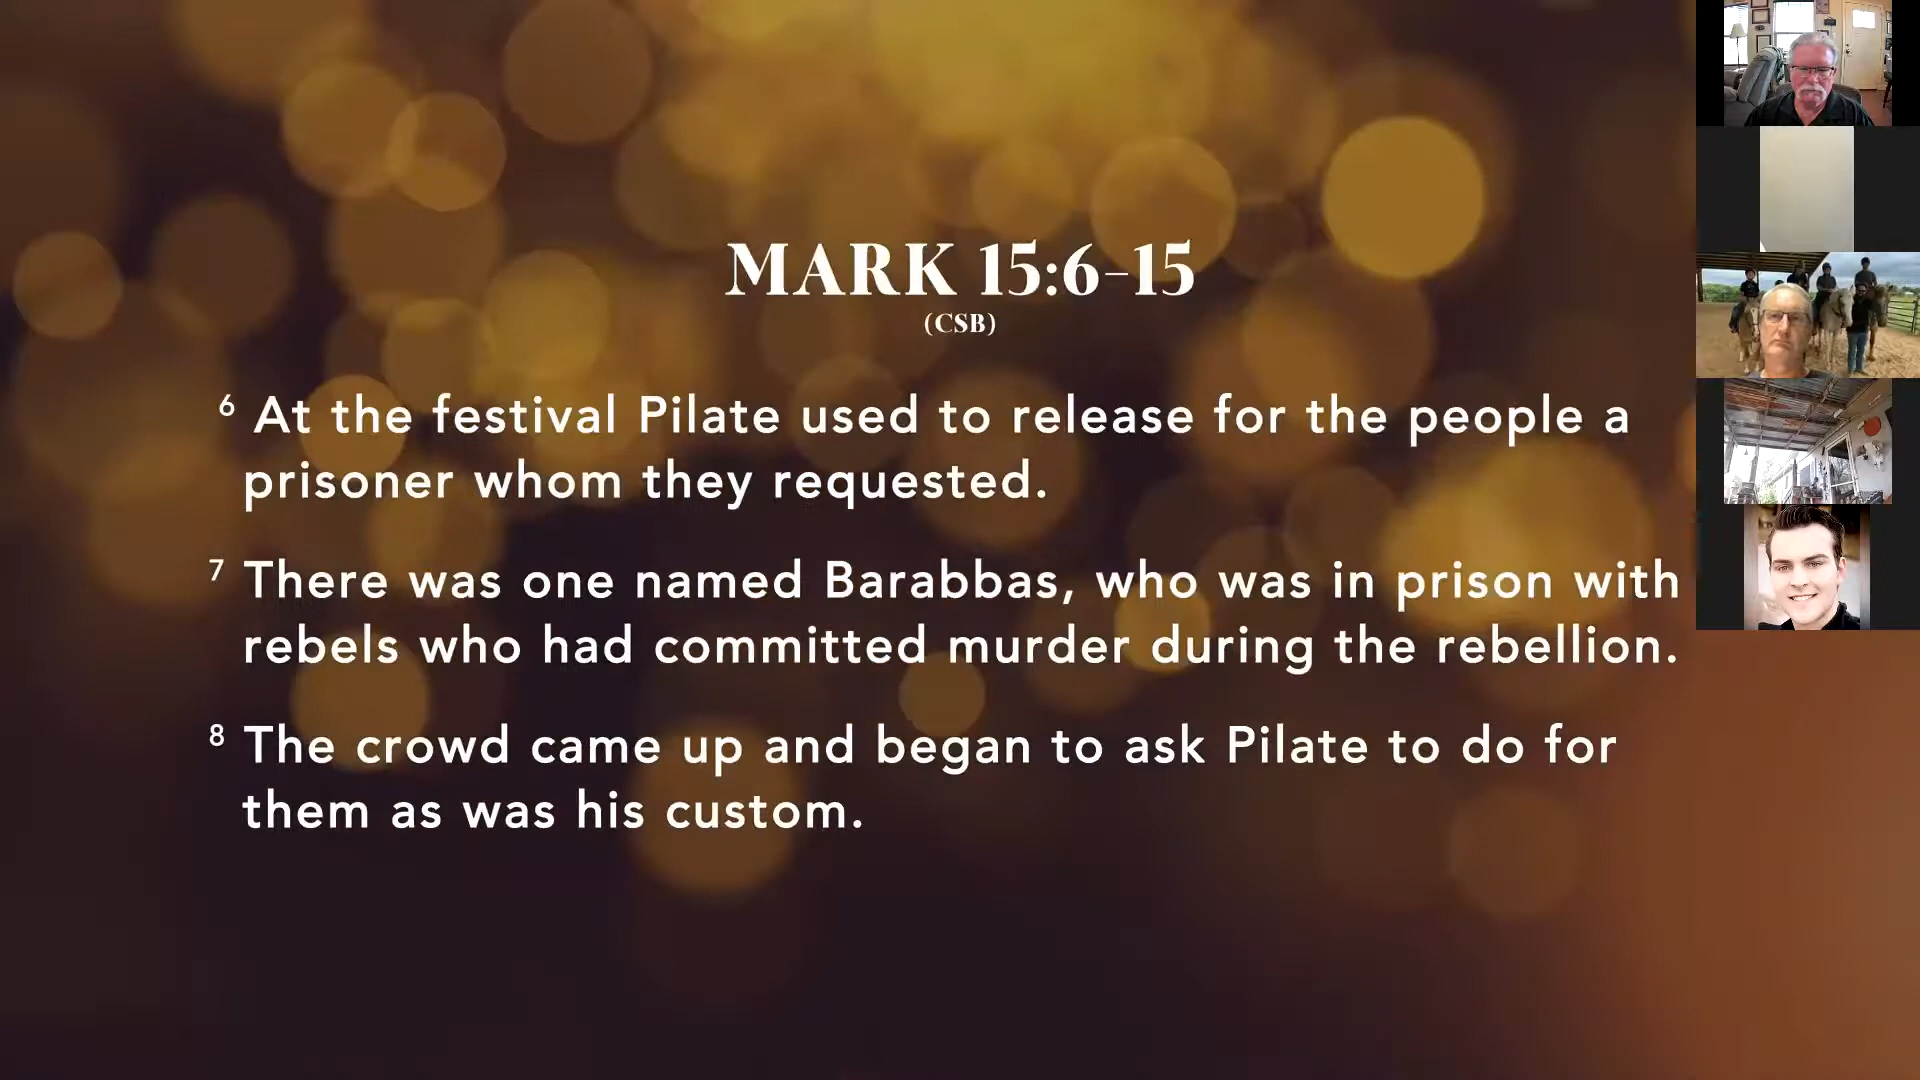 MARK 15:6–15
(CSB)
6 At the festival Pilate used to release for the people a
prisoner whom they requested.
7 There was one named Barabbas, who was in prison with
rebels who had committed murder during the rebellion.
8 The crowd came up and began to ask Pilate to do for
them as was his custom.